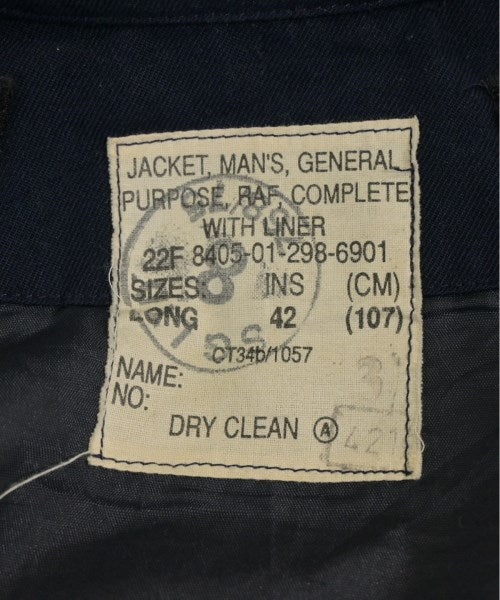 JACKET, MAN'S, GENERAL
PURPOSE, RAF, COMPLETE
WITH LINER
22F 8405-01-298-6901
SIZES: INS (CM)
LONG 42 (107)
CT34b/1057
NAME:
NO:
DRY CLEAN A
421